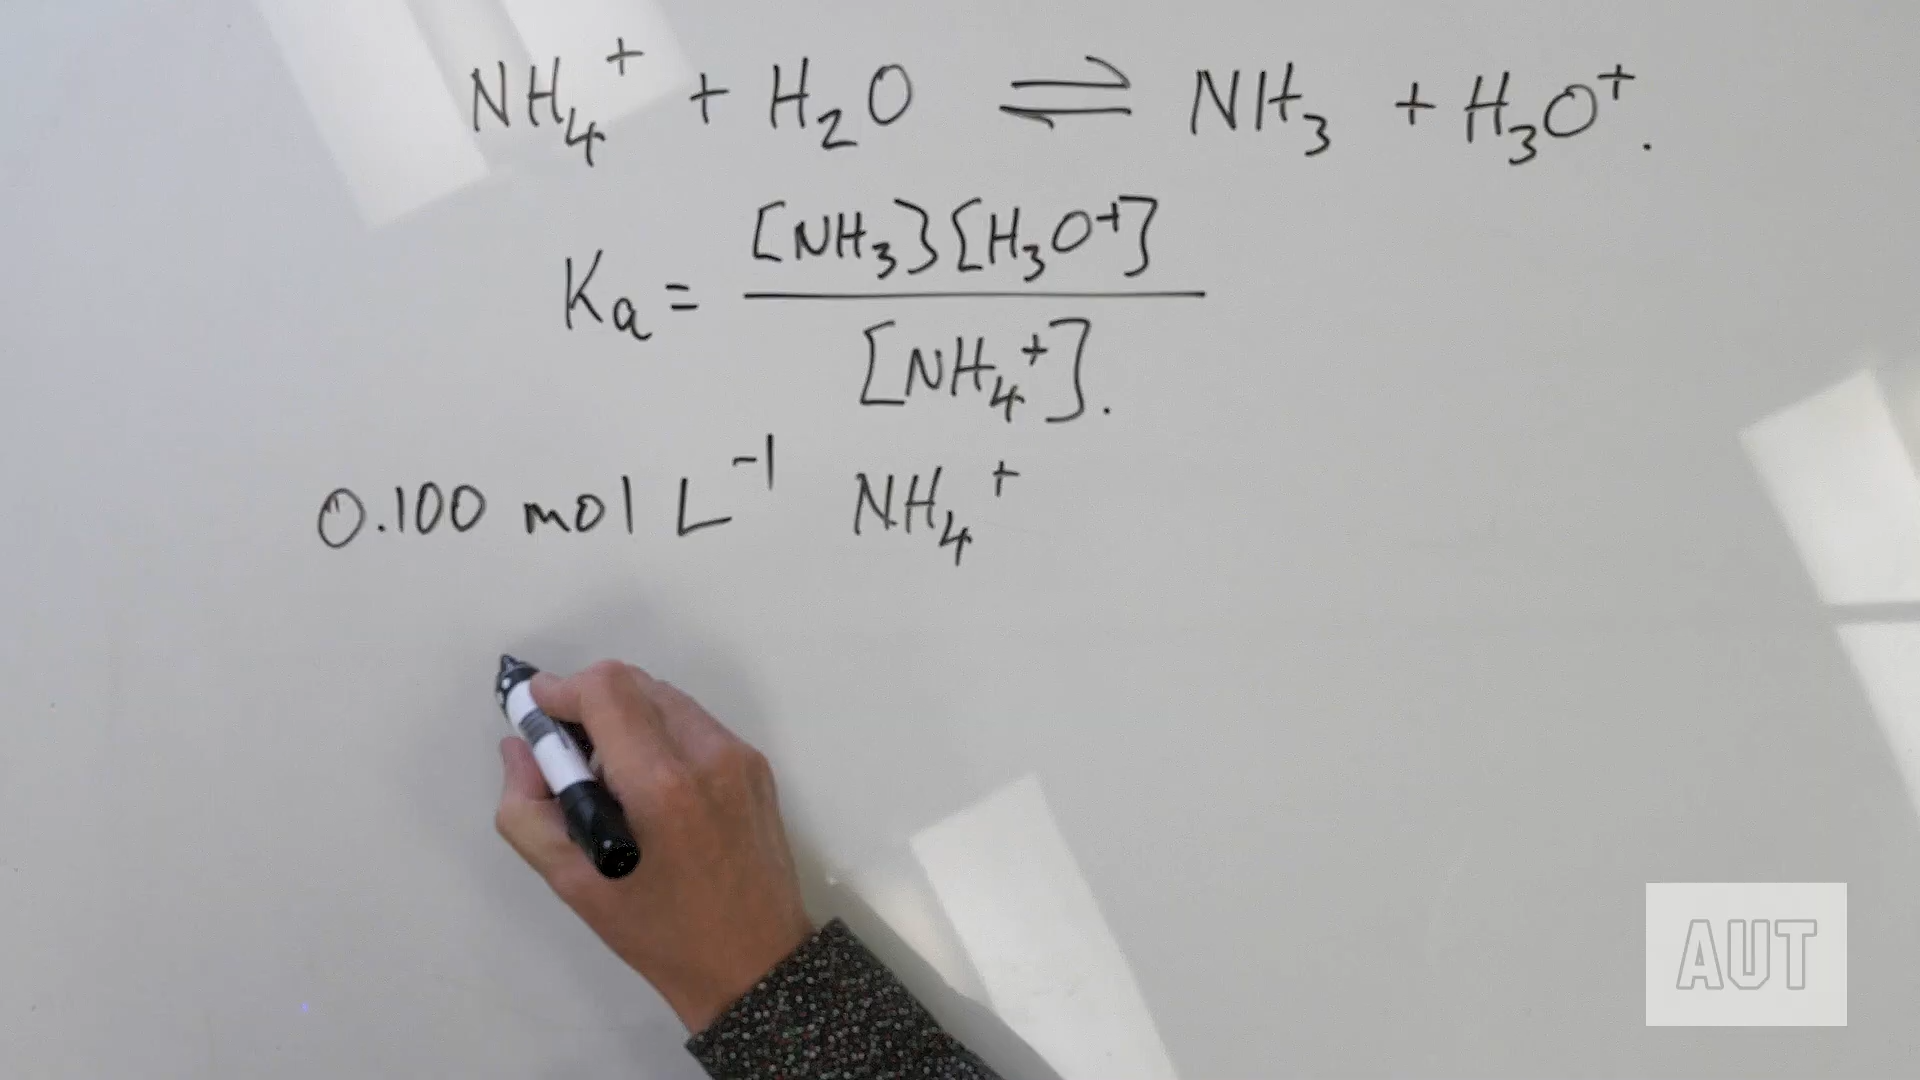 NH₄⁺ + H₂O ⇌ NH₃ + H₃O⁺.
Ka = [NH₃][H₃O⁺] / [NH₄⁺].
0.100 mol L⁻¹ NH₄⁺
AUT